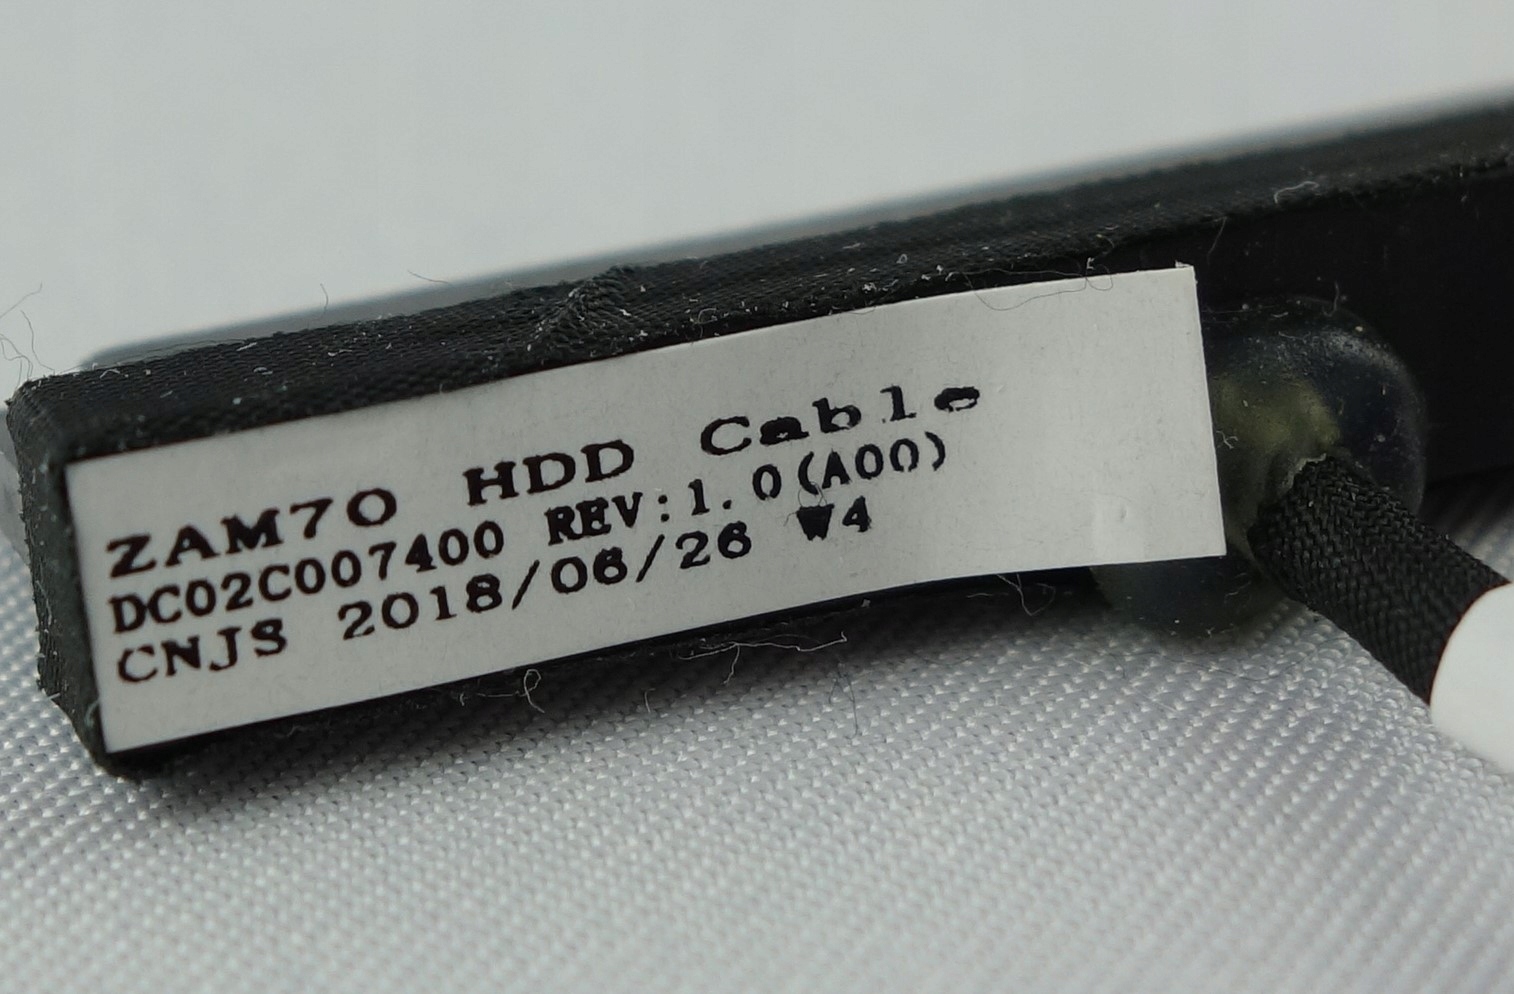 ZAM70 HDD Cable
DC02C007400 REV:1.0(A00)
CNJS 2018/06/26 W4